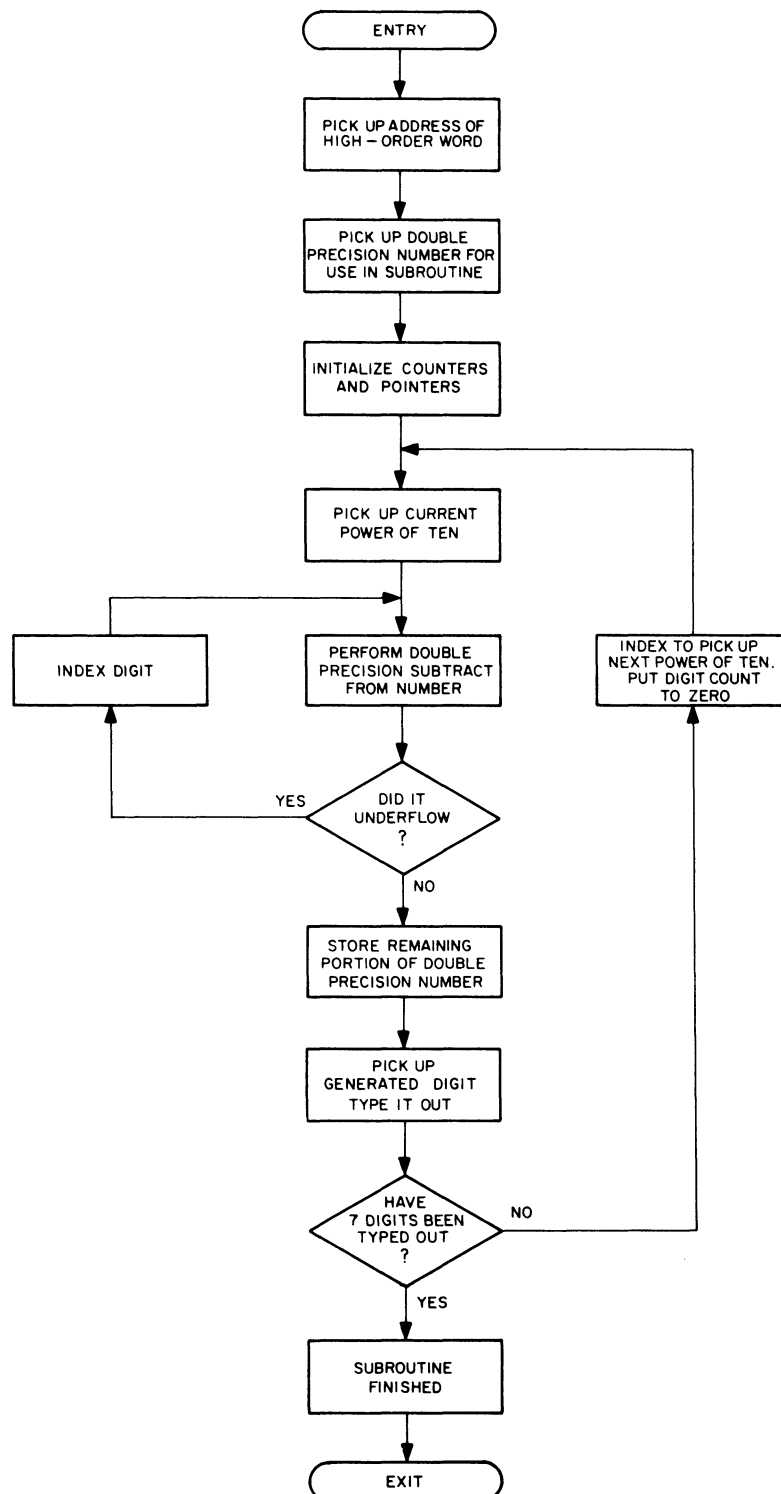 ENTRY
PICK UP ADDRESS OF
HIGH – ORDER WORD
PICK UP DOUBLE
PRECISION NUMBER FOR
USE IN SUBROUTINE
INITIALIZE COUNTERS
AND POINTERS
PICK UP CURRENT
POWER OF TEN
INDEX DIGIT
PERFORM DOUBLE
PRECISION SUBTRACT
FROM NUMBER
INDEX TO PICK UP
NEXT POWER OF TEN.
PUT DIGIT COUNT
TO ZERO
YES
DID IT
UNDERFLOW
?
NO
STORE REMAINING
PORTION OF DOUBLE
PRECISION NUMBER
PICK UP
GENERATED DIGIT
TYPE IT OUT
HAVE
7 DIGITS BEEN
TYPED OUT
?
NO
YES
SUBROUTINE
FINISHED
EXIT